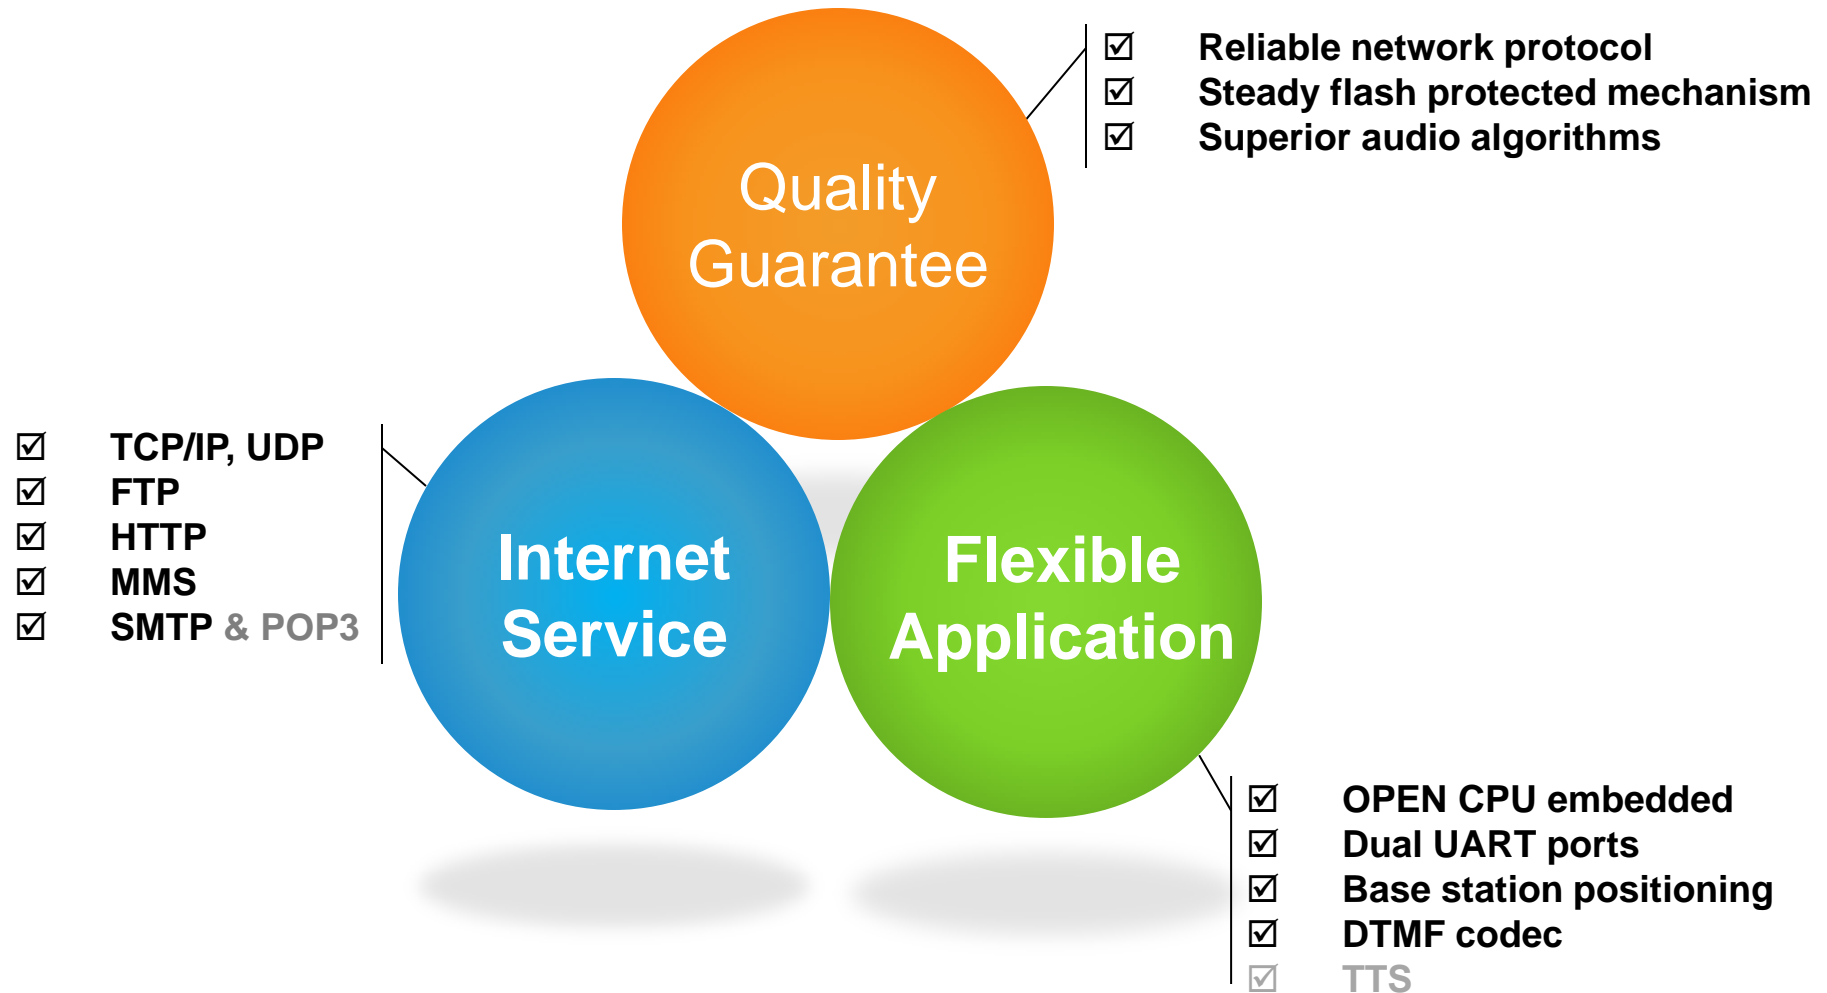 Quality
Guarantee
☑ Reliable network protocol
☑ Steady flash protected mechanism
☑ Superior audio algorithms
☑ TCP/IP, UDP
☑ FTP
☑ HTTP
☑ MMS
☑ SMTP & POP3
Internet
Service
Flexible
Application
☑ OPEN CPU embedded
☑ Dual UART ports
☑ Base station positioning
☑ DTMF codec
☑ TTS